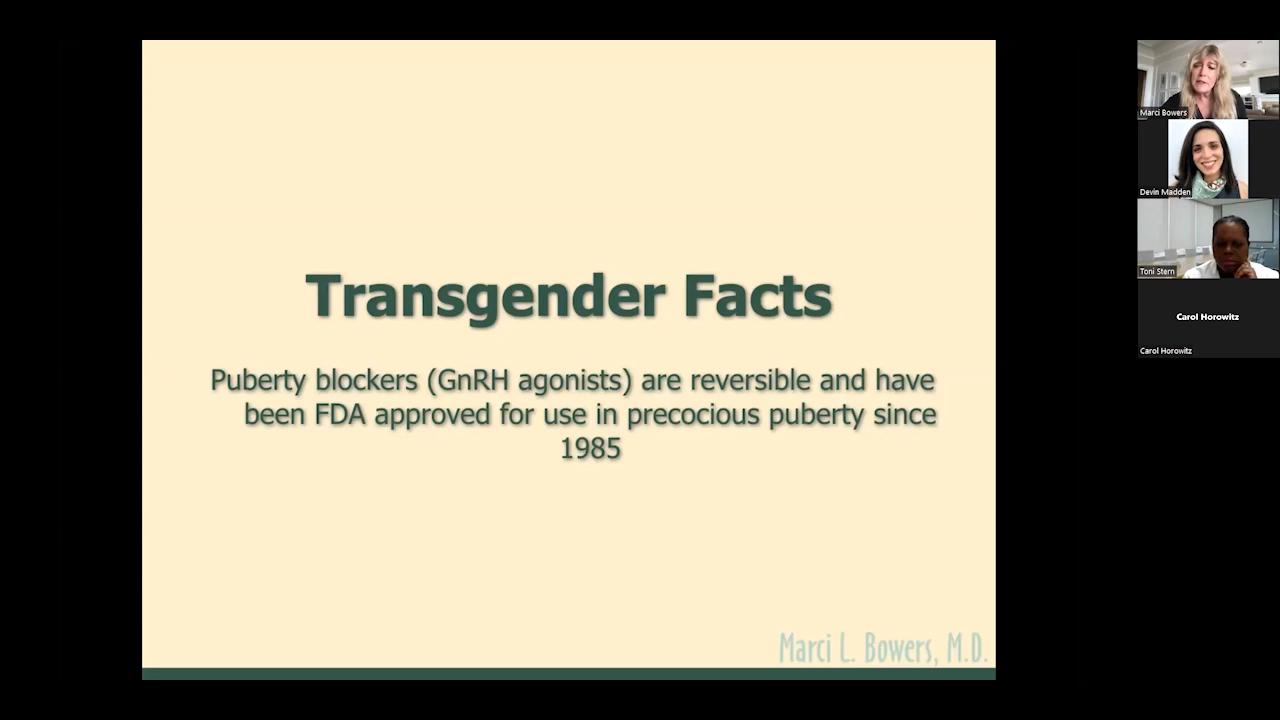 Transgender Facts
Puberty blockers (GnRH agonists) are reversible and have
been FDA approved for use in precocious puberty since
1985
Marci L. Bowers, M.D.
Marci Bowers
Devin Madden
Toni Stern
Carol Horowitz
Carol Horowitz